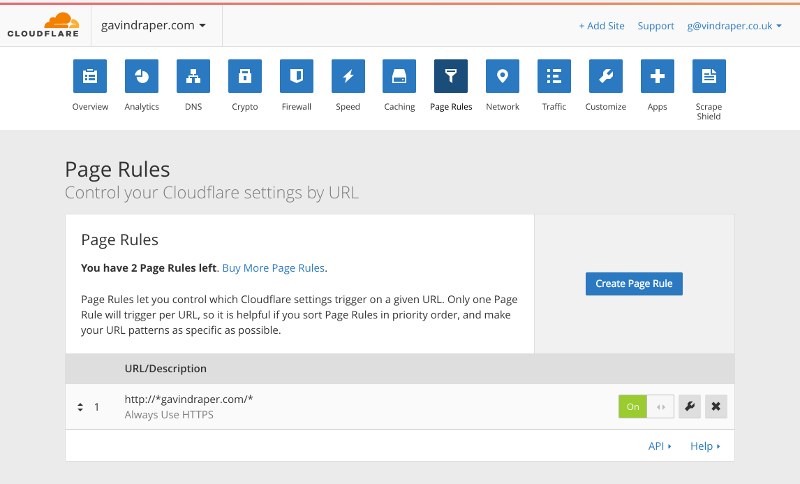 CLOUDFLARE
gavindraper.com
+ Add Site Support g@vindraper.co.uk
Overview Analytics DNS Crypto Firewall Speed Caching Page Rules Network Traffic Customize Apps Scrape Shield
Page Rules
Control your Cloudflare settings by URL
Page Rules
You have 2 Page Rules left. Buy More Page Rules.
Create Page Rule
Page Rules let you control which Cloudflare settings trigger on a given URL. Only one Page
Rule will trigger per URL, so it is helpful if you sort Page Rules in priority order, and make
your URL patterns as specific as possible.
URL/Description
1 http://*gavindraper.com/* On
Always Use HTTPS
API Help